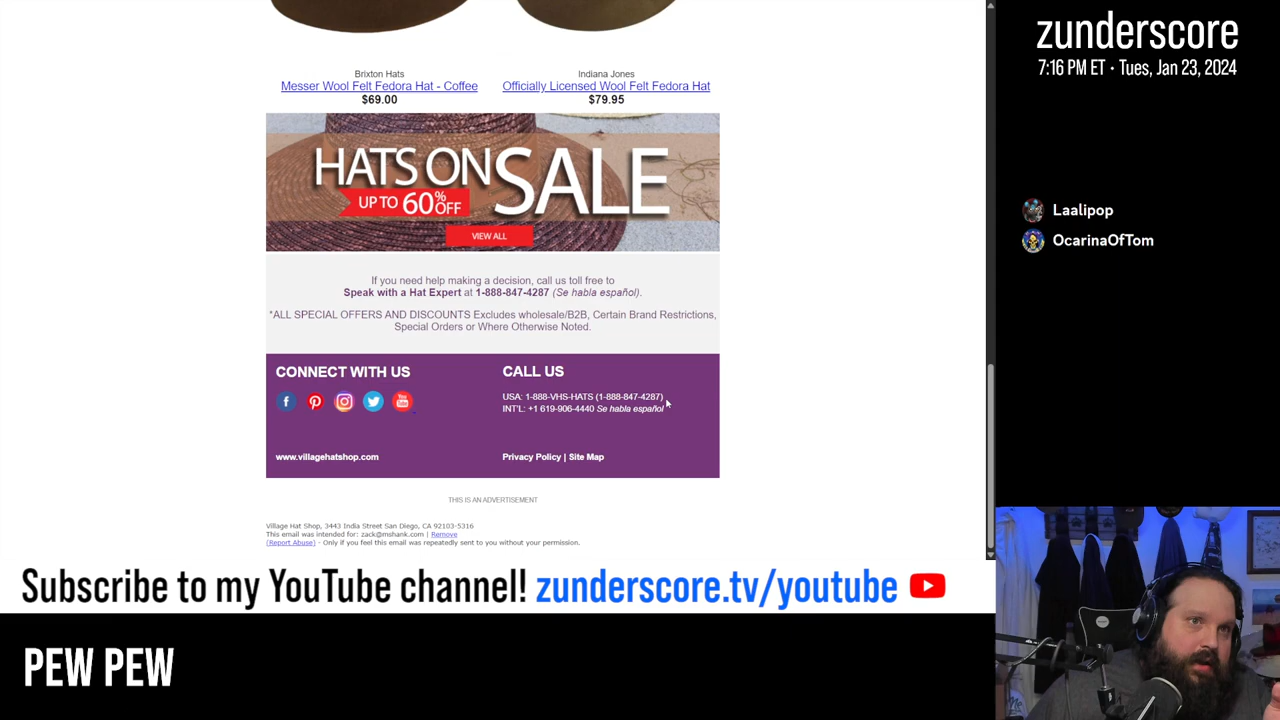 zunderscore
7:16 PM ET • Tues, Jan 23, 2024
Laalipop
OcarinaOfTom
Brixton Hats
Messer Wool Felt Fedora Hat - Coffee
$69.00
Indiana Jones
Officially Licensed Wool Felt Fedora Hat
$79.95
HATS ON SALE
UP TO 60% OFF
VIEW ALL
If you need help making a decision, call us toll free to
Speak with a Hat Expert at 1-888-847-4287 (Se habla español).
*ALL SPECIAL OFFERS AND DISCOUNTS Excludes wholesale/B2B, Certain Brand Restrictions,
Special Orders or Where Otherwise Noted.
CONNECT WITH US
You
Tube
www.villagehatshop.com
CALL US
USA: 1-888-VHS-HATS (1-888-847-4287)
INT'L: +1 619-906-4440 Se habla español
Privacy Policy | Site Map
THIS IS AN ADVERTISEMENT
Village Hat Shop, 3443 India Street San Diego, CA 92103-5316
This email was intended for: zack@mshank.com | Remove
(Report Abuse) - Only if you feel this email was repeatedly sent to you without your permission.
Subscribe to my YouTube channel! zunderscore.tv/youtube
PEW PEW